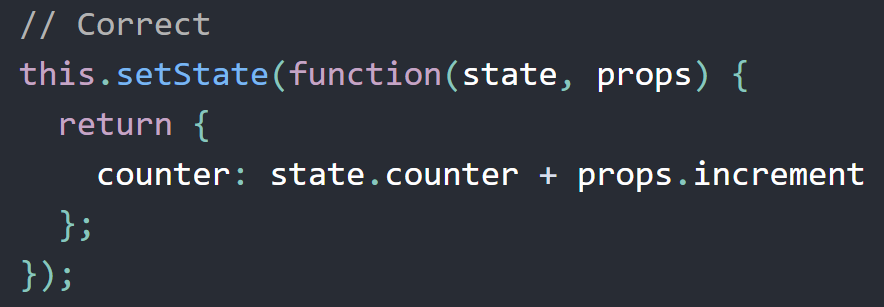 // Correct
this.setState(function(state, props) {
  return {
    counter: state.counter + props.increment
  };
});